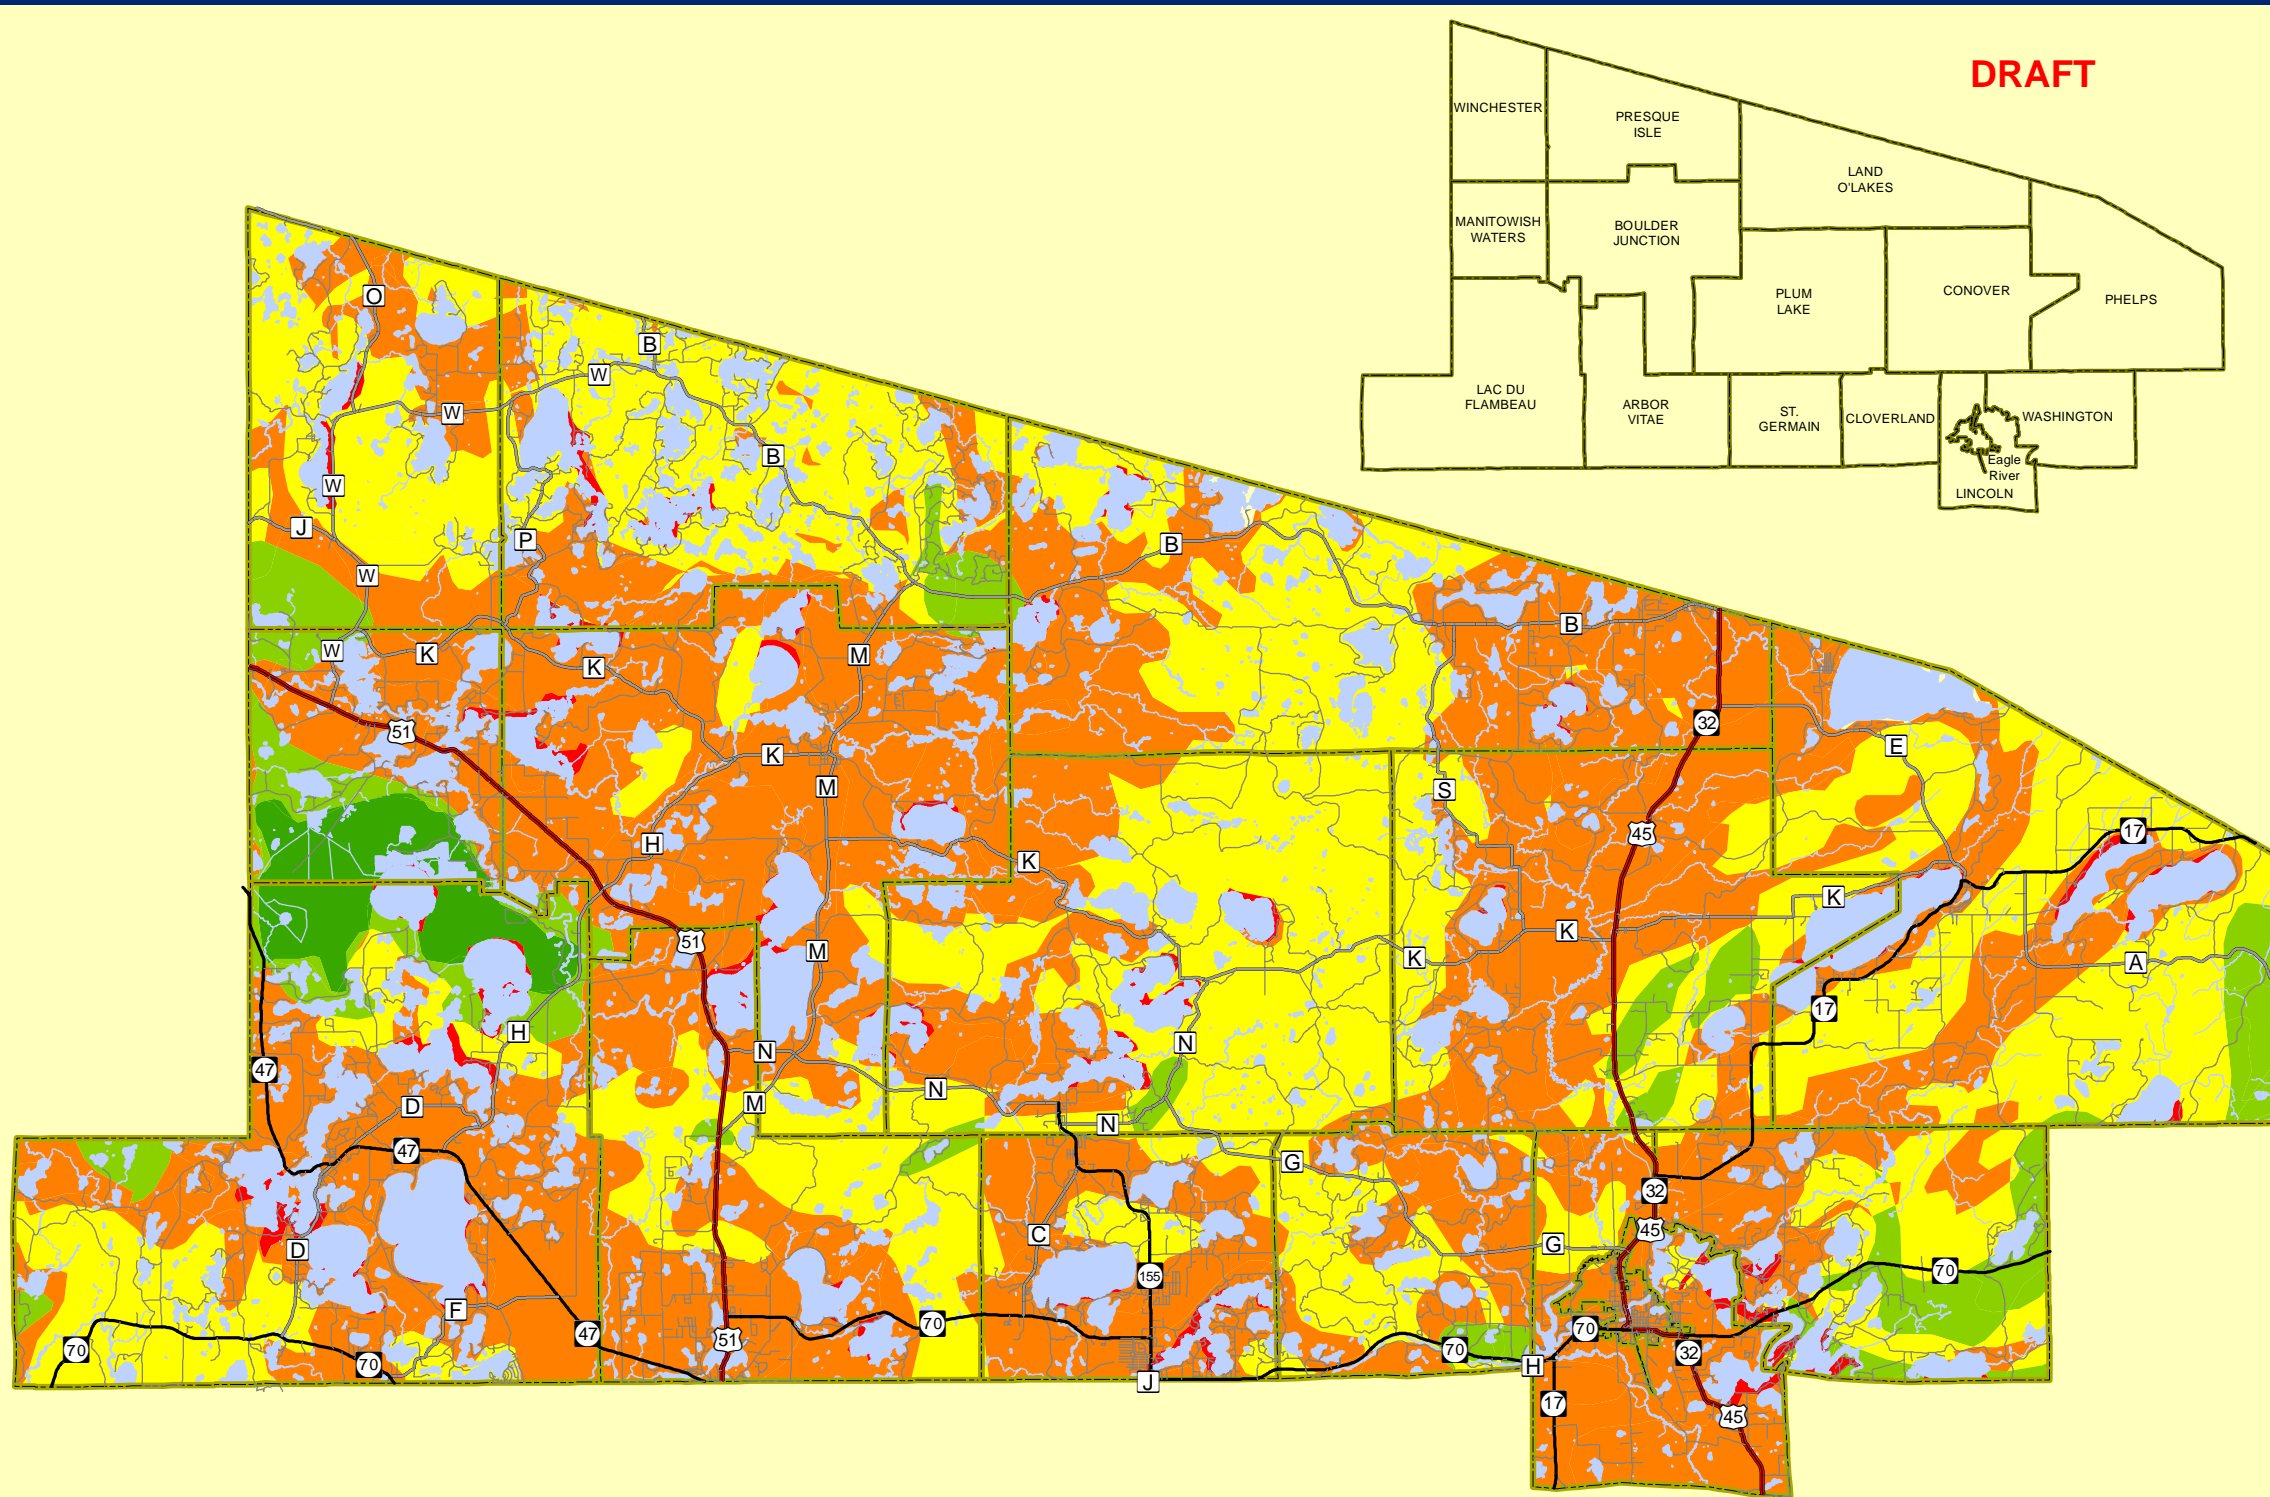 DRAFT
WINCHESTER
PRESQUE
ISLE
LAND
O'LAKES
MANITOWISH
WATERS
BOULDER
JUNCTION
PLUM
LAKE
CONOVER
PHELPS
LAC DU
FLAMBEAU
ARBOR
VITAE
ST.
GERMAIN
CLOVERLAND
WASHINGTON
Eagle
River
LINCOLN
O
B
W
W
B
W
J
P
B
W
B
W
K
K
M
32
51
K
E
M
S
45
17
H
K
K
51
M
K
K
A
17
H
N
N
47
N
D
M
N
47
G
32
D
C
45
G
155
70
F
70
47
51
70
70
70
70
32
H
J
17
45